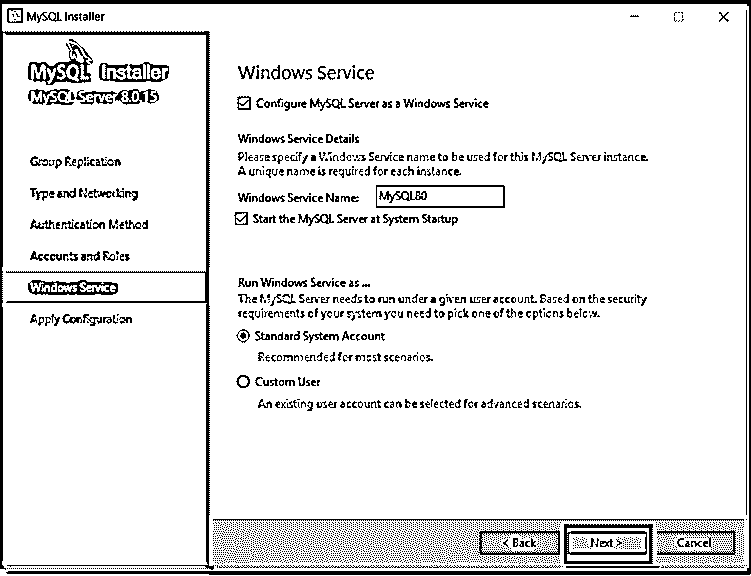 MySQL Installer
MySQL Installer
MySQL Server 8.0.15
Group Replication
Type and Networking
Authentication Method
Accounts and Roles
Windows Service
Apply Configuration
Windows Service
Configure MySQL Server as a Windows Service
Windows Service Details
Please specify a Windows Service name to be used for this MySQL Server instance.
A unique name is required for each instance.
Windows Service Name: MySQL80
Start the MySQL Server at System Startup
Run Windows Service as ...
The MySQL Server needs to run under a given user account. Based on the security
requirements of your system you need to pick one of the options below.
Standard System Account
Recommended for most scenarios.
Custom User
An existing user account can be selected for advanced scenarios.
< Back
Next >
Cancel